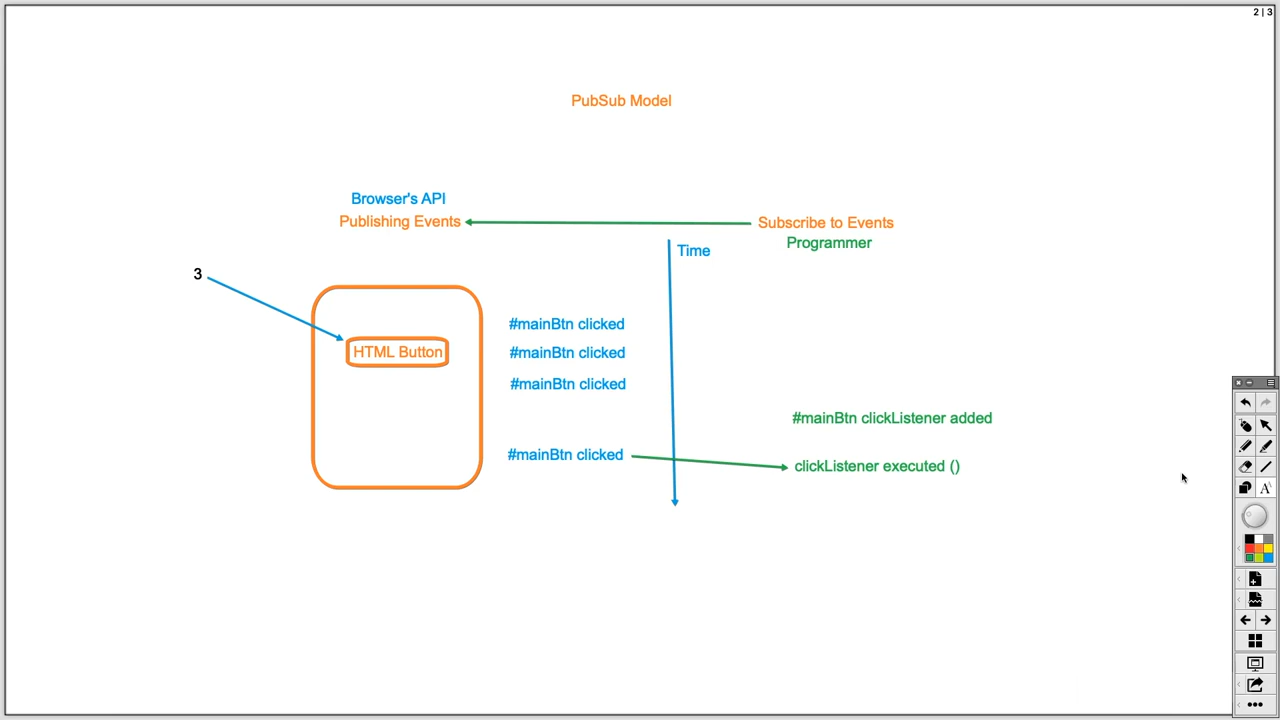 2 | 3
PubSub Model
Browser's API
Publishing Events
Subscribe to Events
Programmer
Time
3
#mainBtn clicked
HTML Button
#mainBtn clicked
#mainBtn clicked
#mainBtn clickListener added
#mainBtn clicked
clickListener executed ()
A